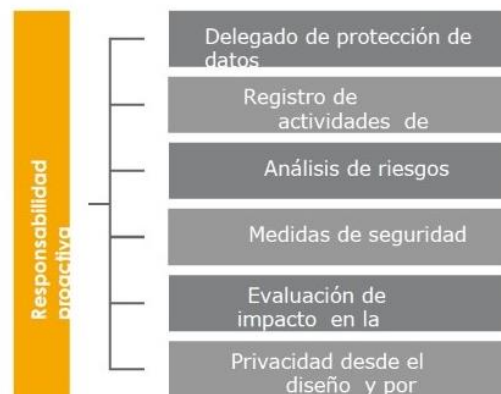 Responsabilidad
proactiva
Delegado de protección de
datos
Registro de
actividades de
Análisis de riesgos
Medidas de seguridad
Evaluación de
impacto en la
Privacidad desde el
diseño y por